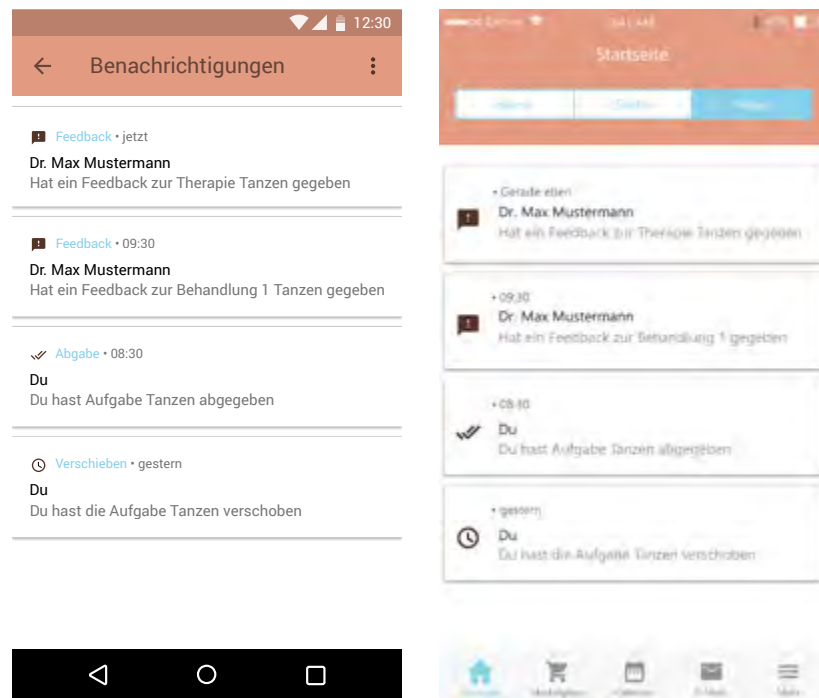 12:30
Benachrichtigungen
Feedback • jetzt
Dr. Max Mustermann
Hat ein Feedback zur Therapie Tanzen gegeben
Feedback • 09:30
Dr. Max Mustermann
Hat ein Feedback zur Behandlung 1 Tanzen gegeben
Abgabe • 08:30
Du
Du hast Aufgabe Tanzen abgegeben
Verschieben • gestern
Du
Du hast die Aufgabe Tanzen verschoben
9:41 AM
Startseite
• Gerade eben
Dr. Max Mustermann
Hat ein Feedback zur Therapie Tanzen gegeben
• 09:30
Dr. Max Mustermann
Hat ein Feedback zur Behandlung 1 gegeben
• 08:30
Du
Du hast Aufgabe Tanzen abgegeben
• gestern
Du
Du hast die Aufgabe Tanzen verschoben